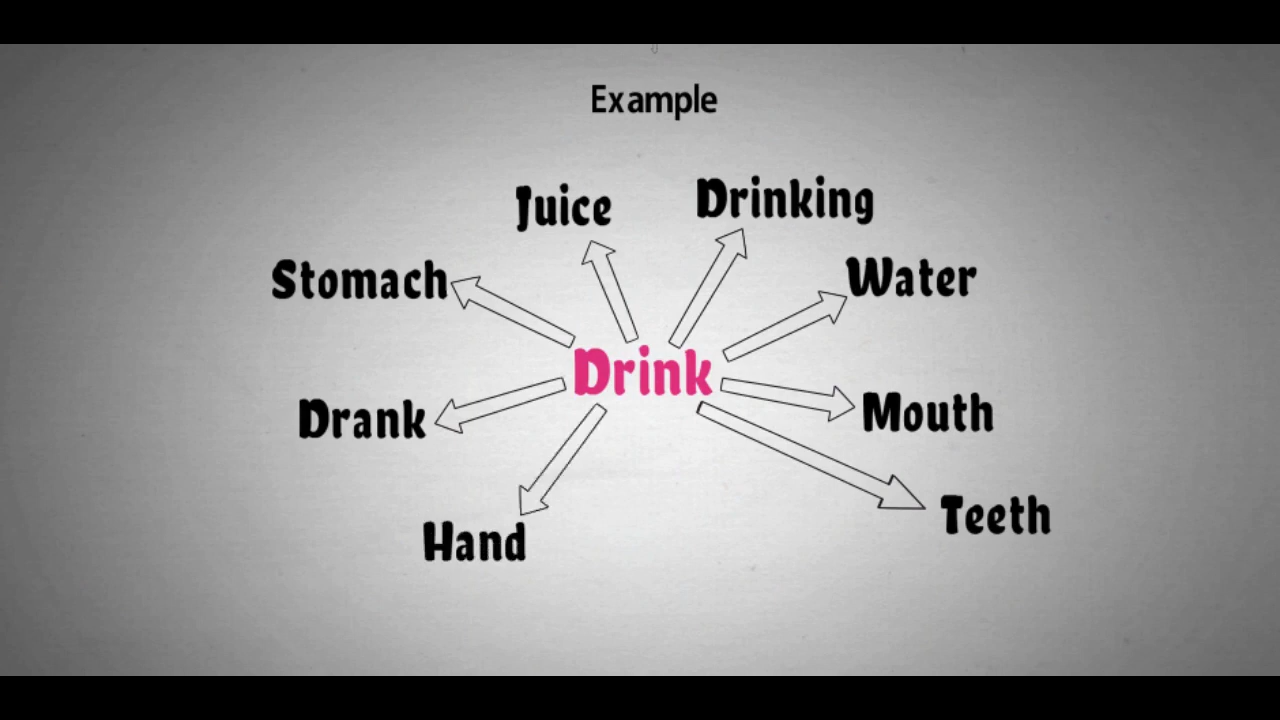 Example
Juice
Drinking
Stomach
Water
Drink
Drank
Mouth
Hand
Teeth